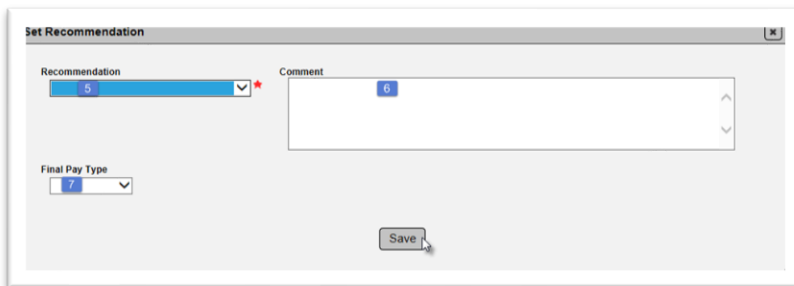 Set Recommendation
Recommendation
Comment
5
6
Final Pay Type
7
Save